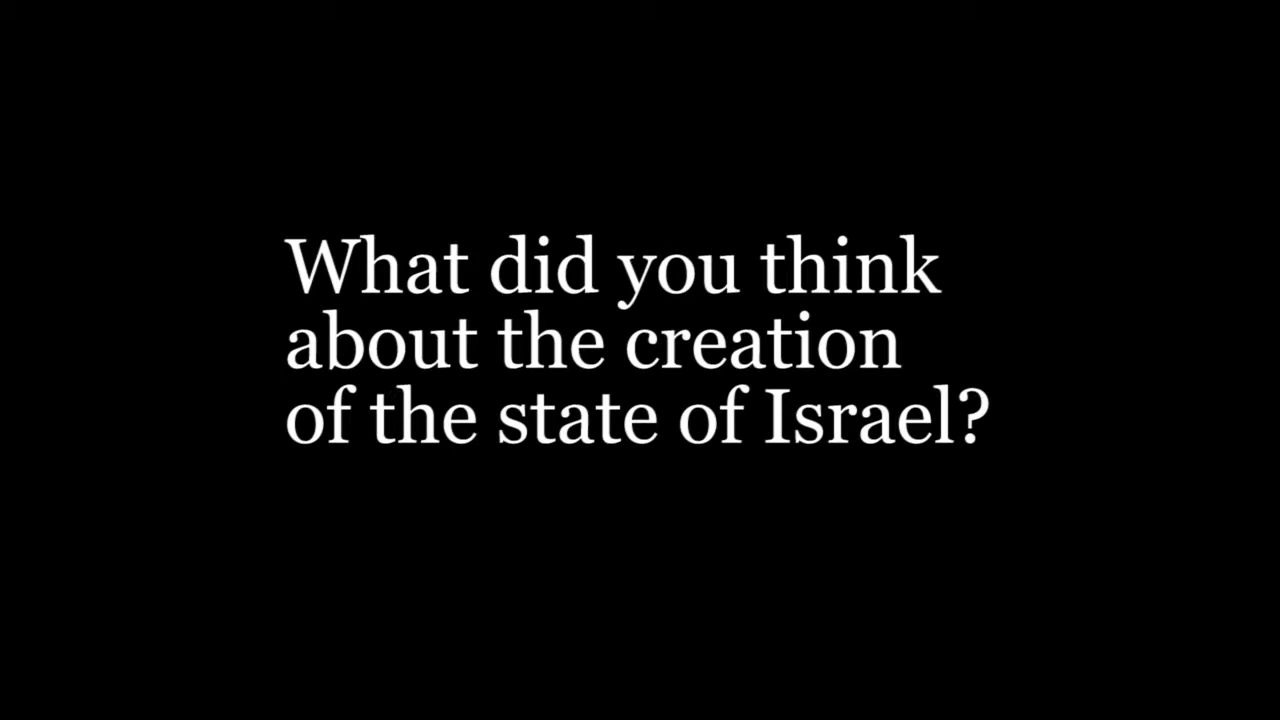 What did you think
about the creation
of the state of Israel?